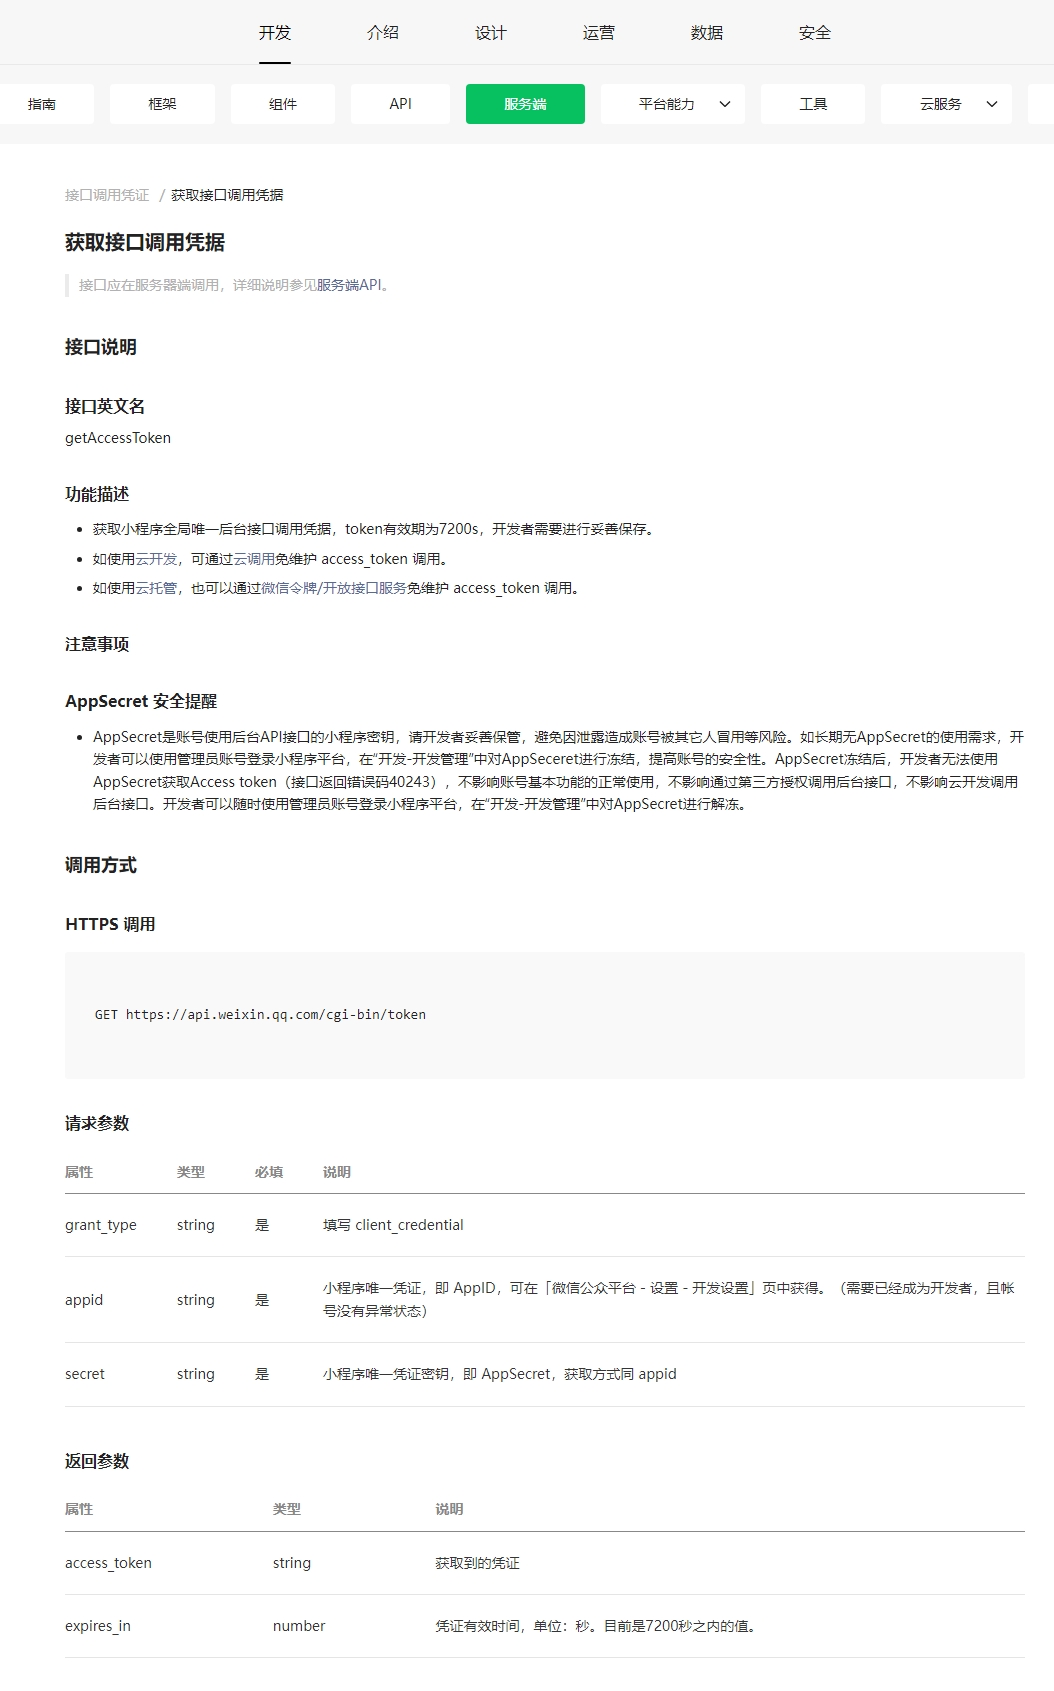 开发 介绍 设计 运营 数据 安全
指南 框架 组件 API 服务端 平台能力 工具 云服务
接口调用凭证 / 获取接口调用凭据
获取接口调用凭据
接口应在服务器端调用，详细说明参见服务端API。
接口说明
接口英文名
getAccessToken
功能描述
• 获取小程序全局唯一后台接口调用凭据，token有效期为7200s，开发者需要进行妥善保存。
• 如使用云开发，可通过云调用免维护 access_token 调用。
• 如使用云托管，也可以通过微信令牌/开放接口服务免维护 access_token 调用。
注意事项
AppSecret 安全提醒
• AppSecret是账号使用后台API接口的小程序密钥，请开发者妥善保管，避免因泄露造成账号被其它人冒用等风险。如长期无AppSecret的使用需求，开
发者可以使用管理员账号登录小程序平台，在“开发-开发管理”中对AppSeceret进行冻结，提高账号的安全性。AppSecret冻结后，开发者无法使用
AppSecret获取Access token（接口返回错误码40243），不影响账号基本功能的正常使用，不影响通过第三方授权调用后台接口，不影响云开发调用
后台接口。开发者可以随时使用管理员账号登录小程序平台，在“开发-开发管理”中对AppSecret进行解冻。
调用方式
HTTPS 调用
GET https://api.weixin.qq.com/cgi-bin/token
请求参数
属性 类型 必填 说明
grant_type string 是 填写 client_credential
appid string 是 小程序唯一凭证，即 AppID，可在「微信公众平台 - 设置 - 开发设置」页中获得。（需要已经成为开发者，且帐
号没有异常状态）
secret string 是 小程序唯一凭证密钥，即 AppSecret，获取方式同 appid
返回参数
属性 类型 说明
access_token string 获取到的凭证
expires_in number 凭证有效时间，单位：秒。目前是7200秒之内的值。